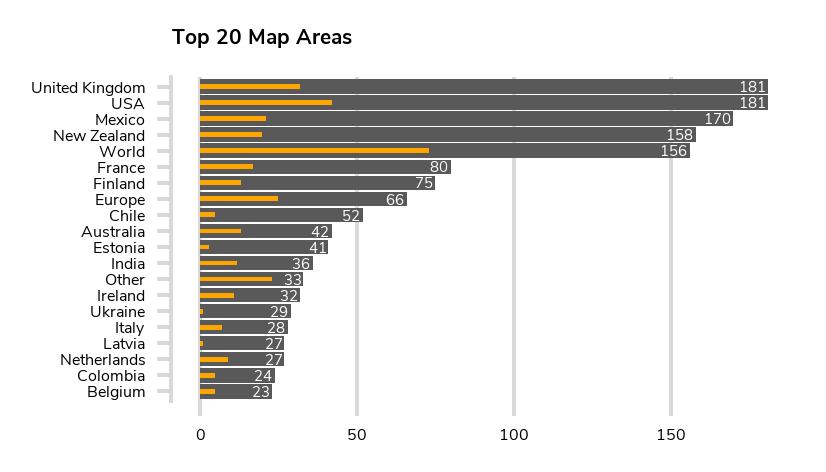 Top 20 Map Areas
United Kingdom 181
USA 181
Mexico 170
New Zealand 158
World 156
France 80
Finland 75
Europe 66
Chile 52
Australia 42
Estonia 41
India 36
Other 33
Ireland 32
Ukraine 29
Italy 28
Latvia 27
Netherlands 27
Colombia 24
Belgium 23
0 50 100 150